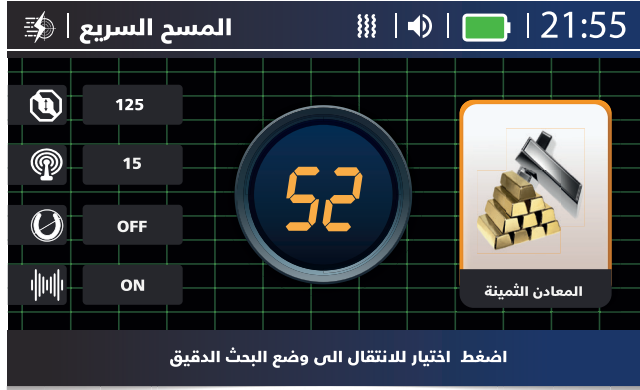 المسح السريع
21:55
125
15
OFF
ON
52
المعادن الثمينة
اضغط اختيار للانتقال الى وضع البحث الدقيق